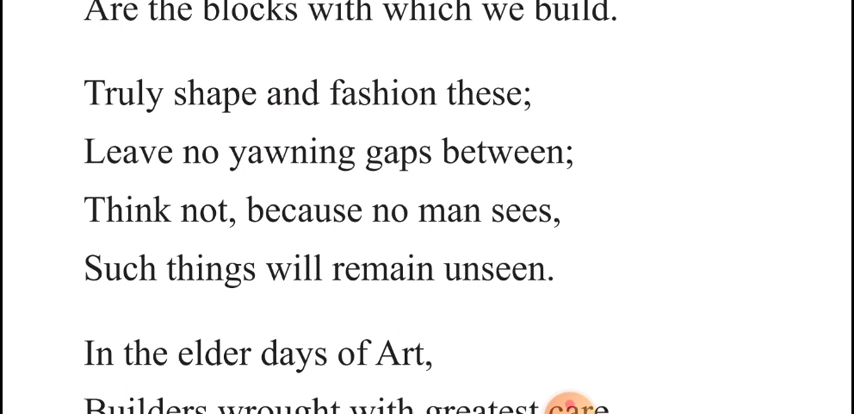 Are the blocks with which we build.
Truly shape and fashion these;
Leave no yawning gaps between;
Think not, because no man sees,
Such things will remain unseen.
In the elder days of Art,
Builders wrought with greatest care